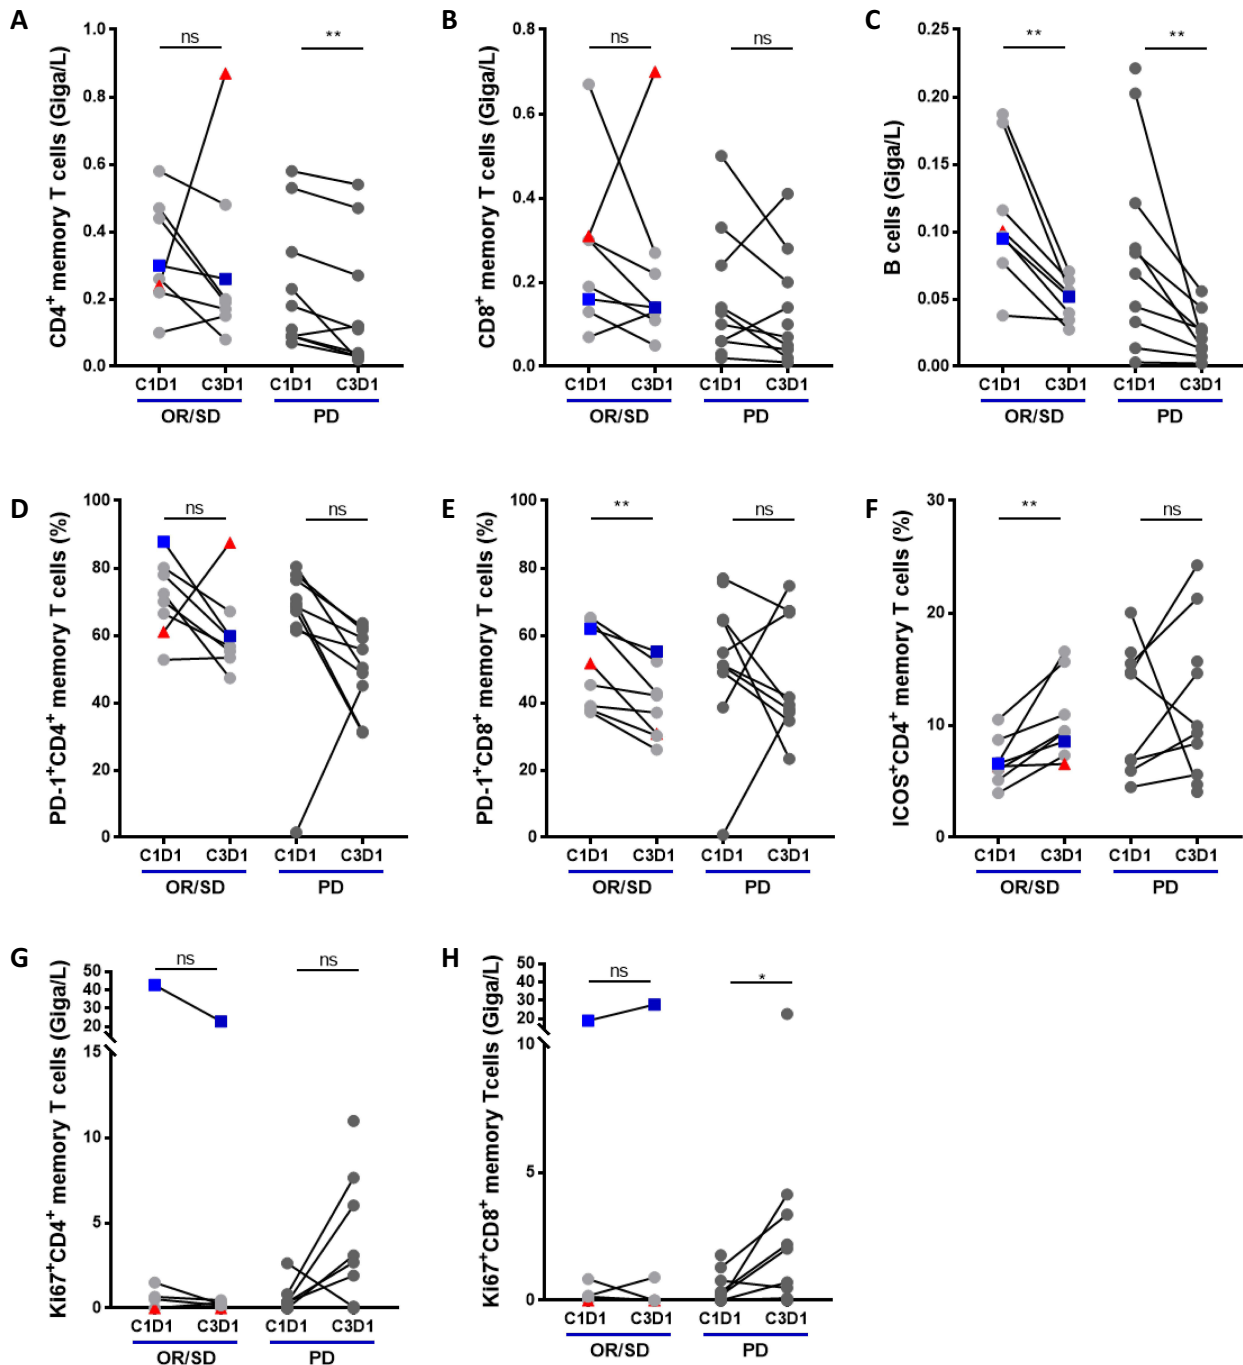 A
CD4+ memory T cells (Giga/L)
1.0
0.8
0.6
0.4
0.2
0.0
ns
**
C1D1 C3D1 C1D1 C3D1
OR/SD PD
B
CD8+ memory T cells (Giga/L)
0.8
0.6
0.4
0.2
0.0
ns
ns
C1D1 C3D1 C1D1 C3D1
OR/SD PD
C
B cells (Giga/L)
0.25
0.20
0.15
0.10
0.05
0.00
**
**
C1D1 C3D1 C1D1 C3D1
OR/SD PD
D
PD-1+CD4+ memory T cells (%)
100
80
60
40
20
0
ns
ns
C1D1 C3D1 C1D1 C3D1
OR/SD PD
E
PD-1+CD8+ memory T cells (%)
100
80
60
40
20
0
**
ns
C1D1 C3D1 C1D1 C3D1
OR/SD PD
F
ICOS+CD4+ memory T cells (%)
30
20
10
0
**
ns
C1D1 C3D1 C1D1 C3D1
OR/SD PD
G
Ki67+CD4+ memory T cells (Giga/L)
50
40
30
20
15
10
5
0
ns
ns
C1D1 C3D1 C1D1 C3D1
OR/SD PD
H
Ki67+CD8+ memory Tcells (Giga/L)
50
40
30
20
10
5
0
ns
*
C1D1 C3D1 C1D1 C3D1
OR/SD PD